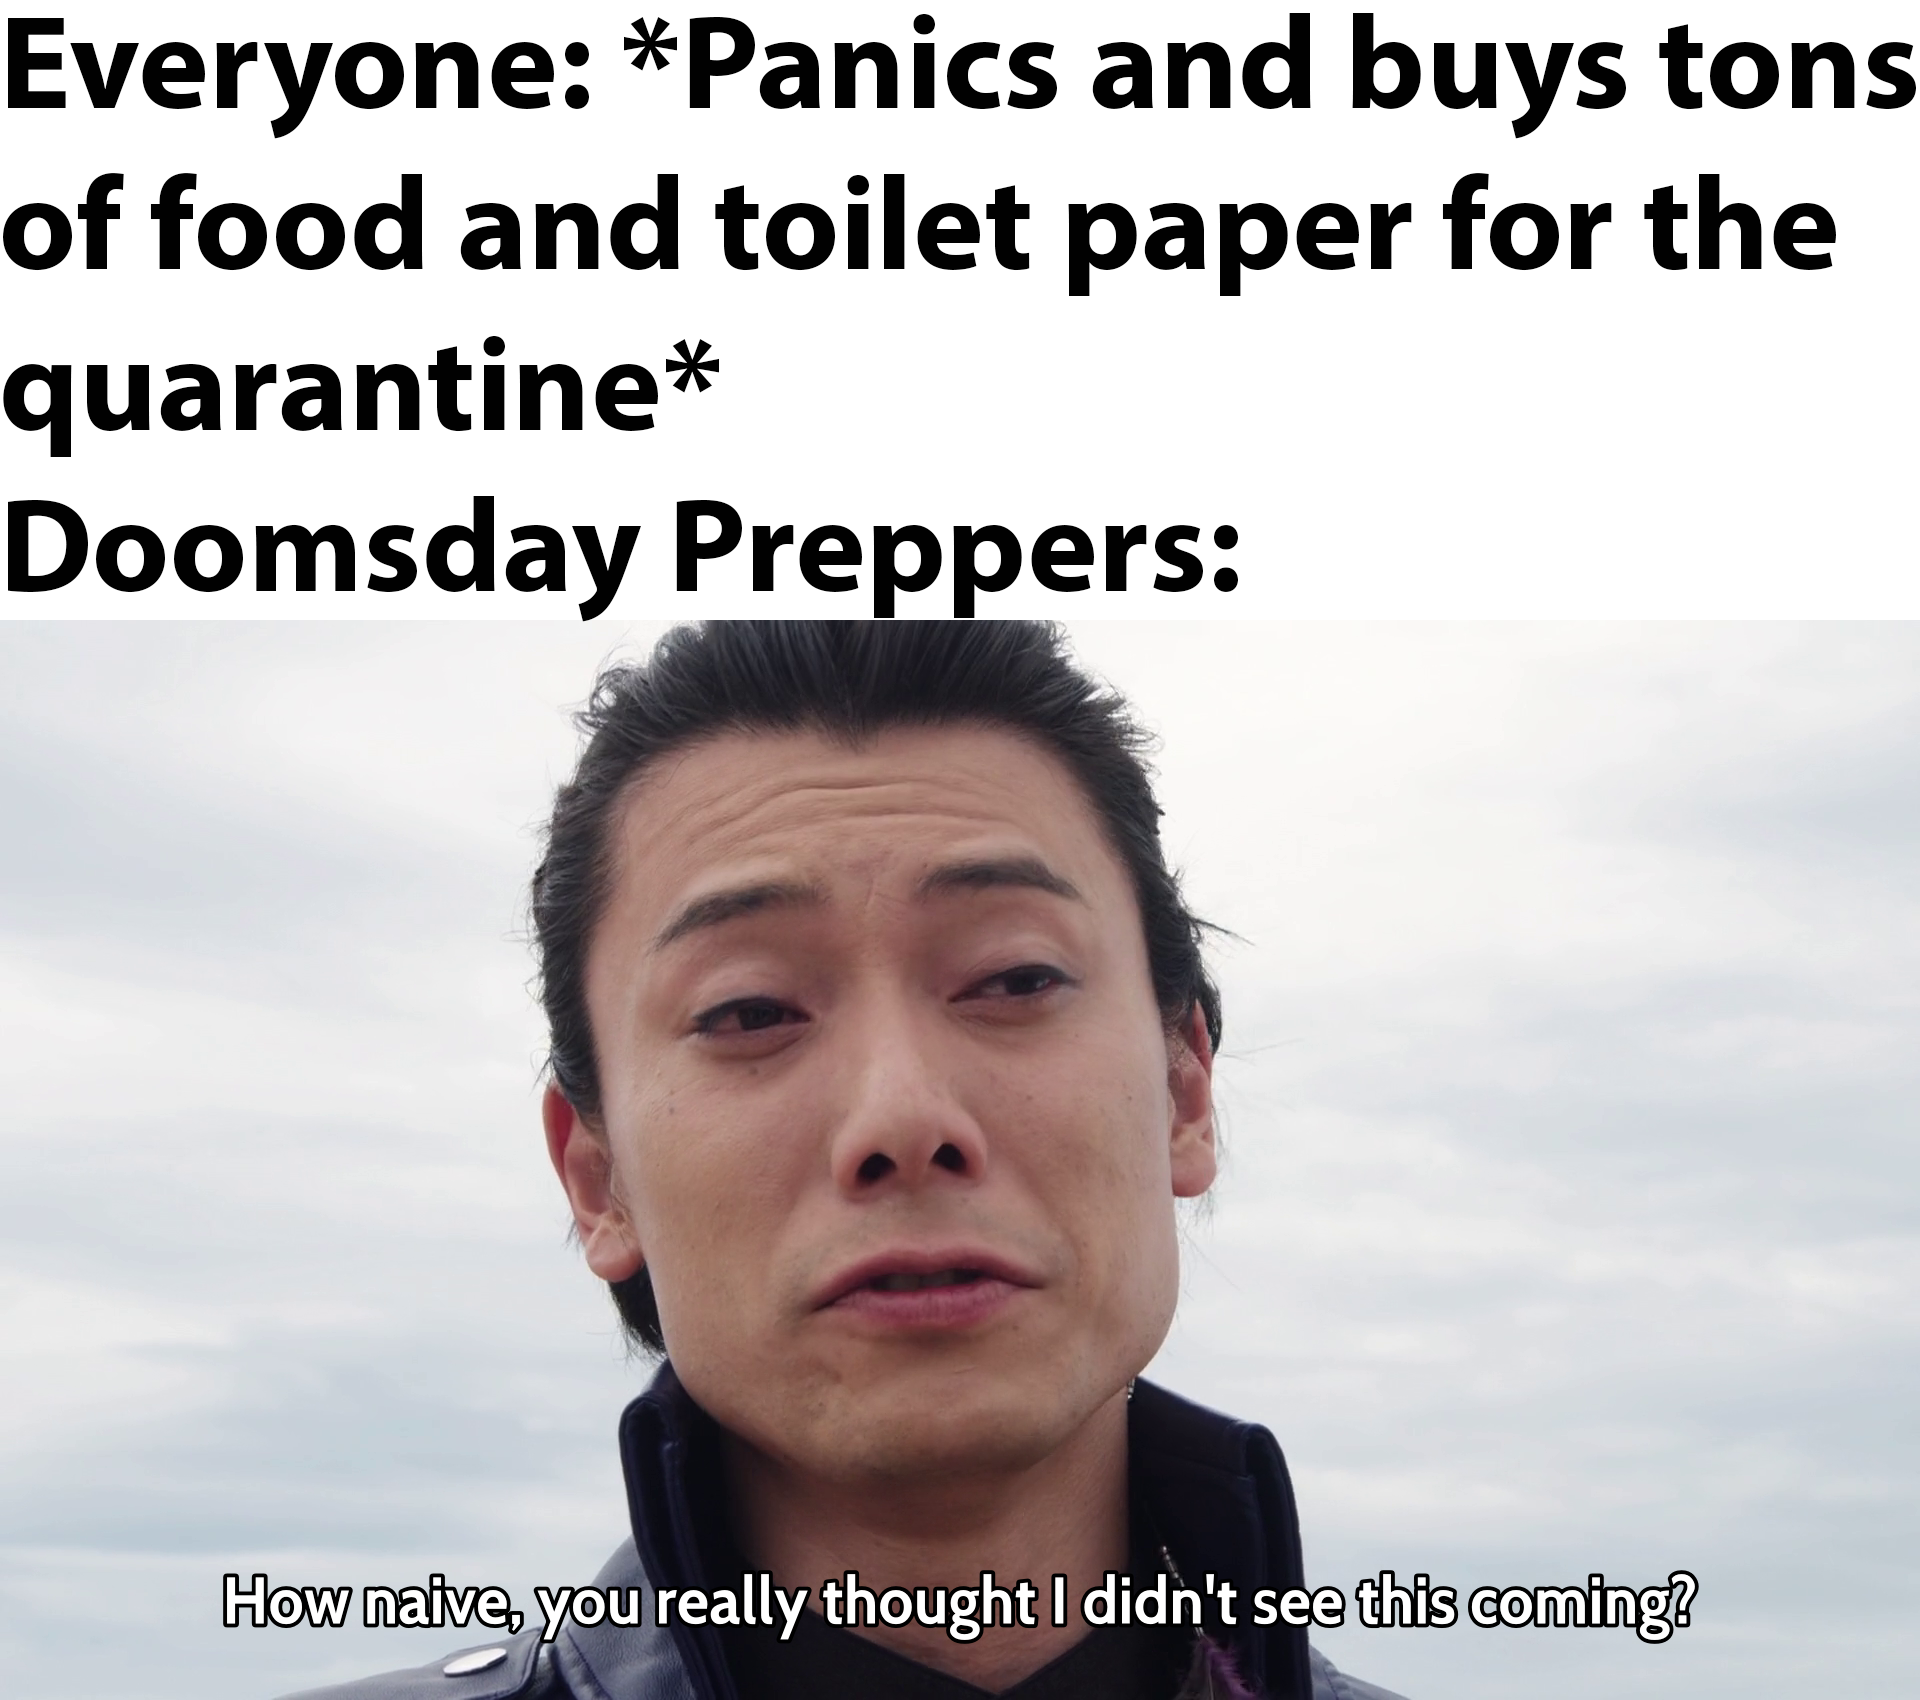 Everyone: *Panics and buys tons
of food and toilet paper for the
quarantine*
Doomsday Preppers:
How naive, you really thought I didn't see this coming?